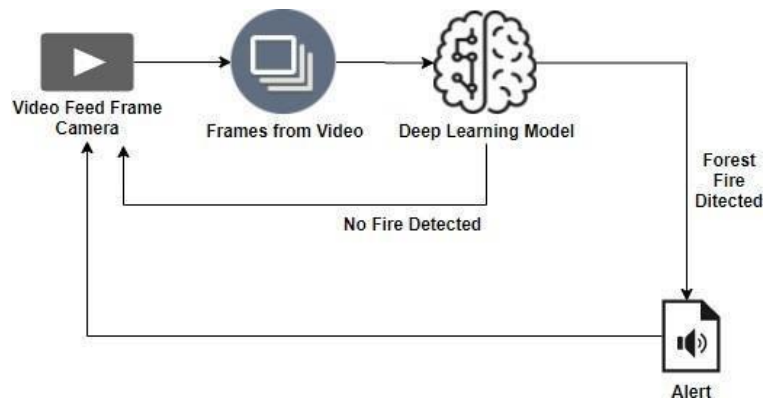 Video Feed Frame
Camera
Frames from Video
Deep Learning Model
No Fire Detected
Forest
Fire
Ditected
Alert